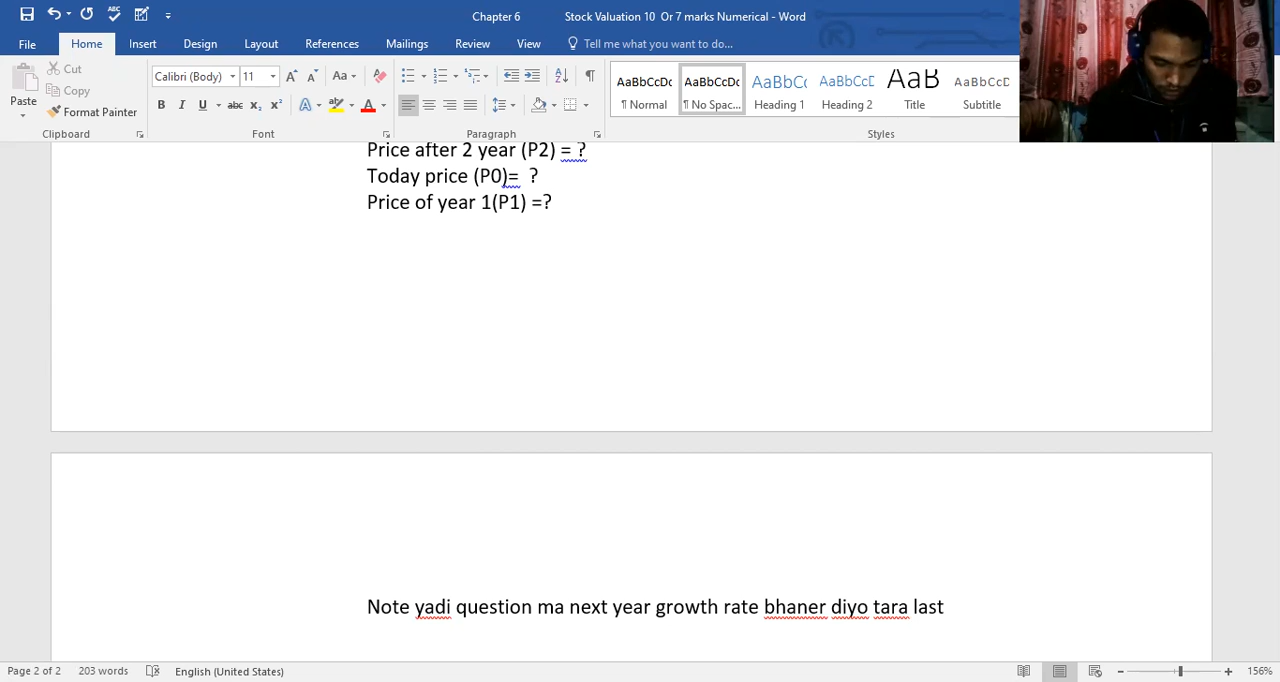 Chapter 6 Stock Valuation 10 Or 7 marks Numerical - Word
File Home Insert Design Layout References Mailings Review View Tell me what you want to do...
Paste
Cut
Copy
Format Painter
Clipboard
Calibri (Body) 11
Font
Paragraph
AaBbCcDc AaBbCcDc AaBbCc AaBbCcD AaB AaBbCcD
¶ Normal ¶ No Spac... Heading 1 Heading 2 Title Subtitle
Styles
Price after 2 year (P2) = ?
Today price (P0)= ?
Price of year 1(P1) =?
Note yadi question ma next year growth rate bhaner diyo tara last
Page 2 of 2 203 words English (United States) 156%